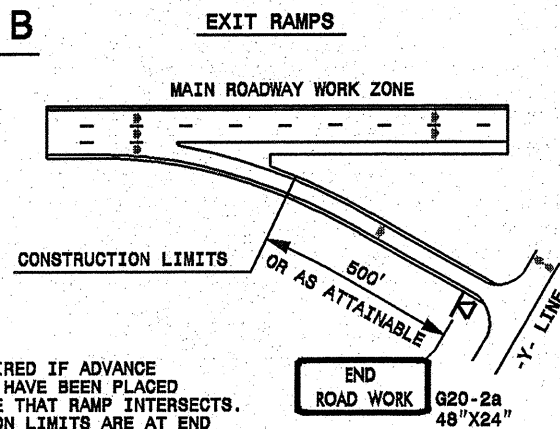 B
EXIT RAMPS
MAIN ROADWAY WORK ZONE
CONSTRUCTION LIMITS
500'
OR AS ATTAINABLE
-Y- LINE
IRED IF ADVANCE
HAVE BEEN PLACED
E THAT RAMP INTERSECTS.
ON LIMITS ARE AT END
END
ROAD WORK
G20-2a
48"X24"